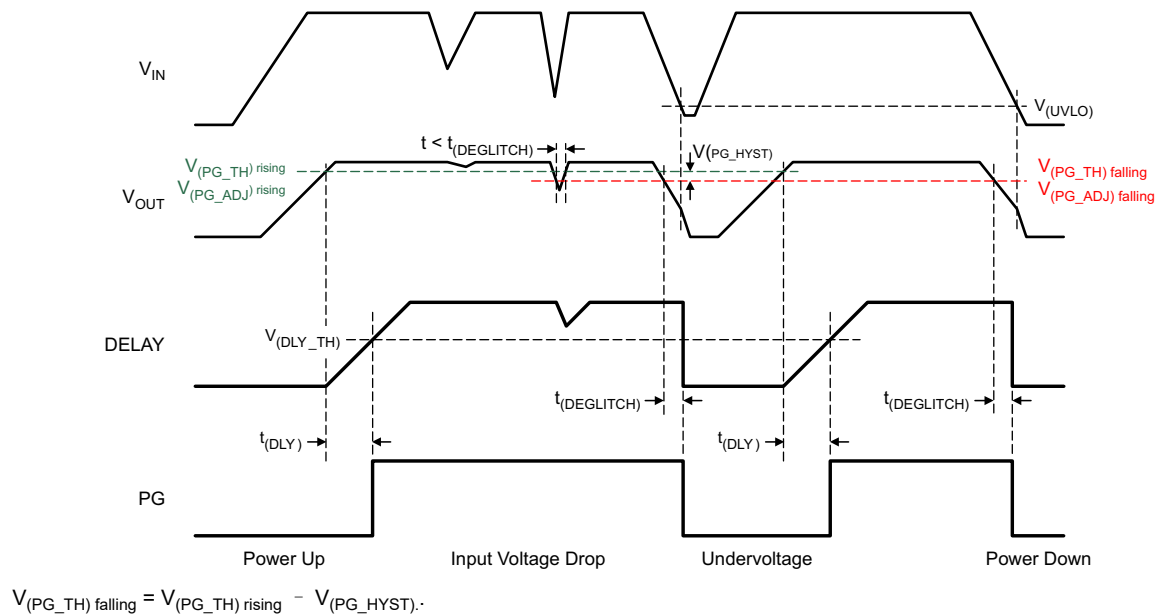 V(IN)
V(UVLO)
t < t(DEGLITCH)
V(PG_HYST)
V(PG_TH) rising
V(PG_ADJ) rising
V(PG_TH) falling
V(PG_ADJ) falling
VOUT
V(DLY_TH)
DELAY
t(DEGLITCH)
t(DEGLITCH)
t(DLY)
t(DLY)
PG
Power Up
Input Voltage Drop
Undervoltage
Power Down
V(PG_TH) falling = V(PG_TH) rising - V(PG_HYST)..